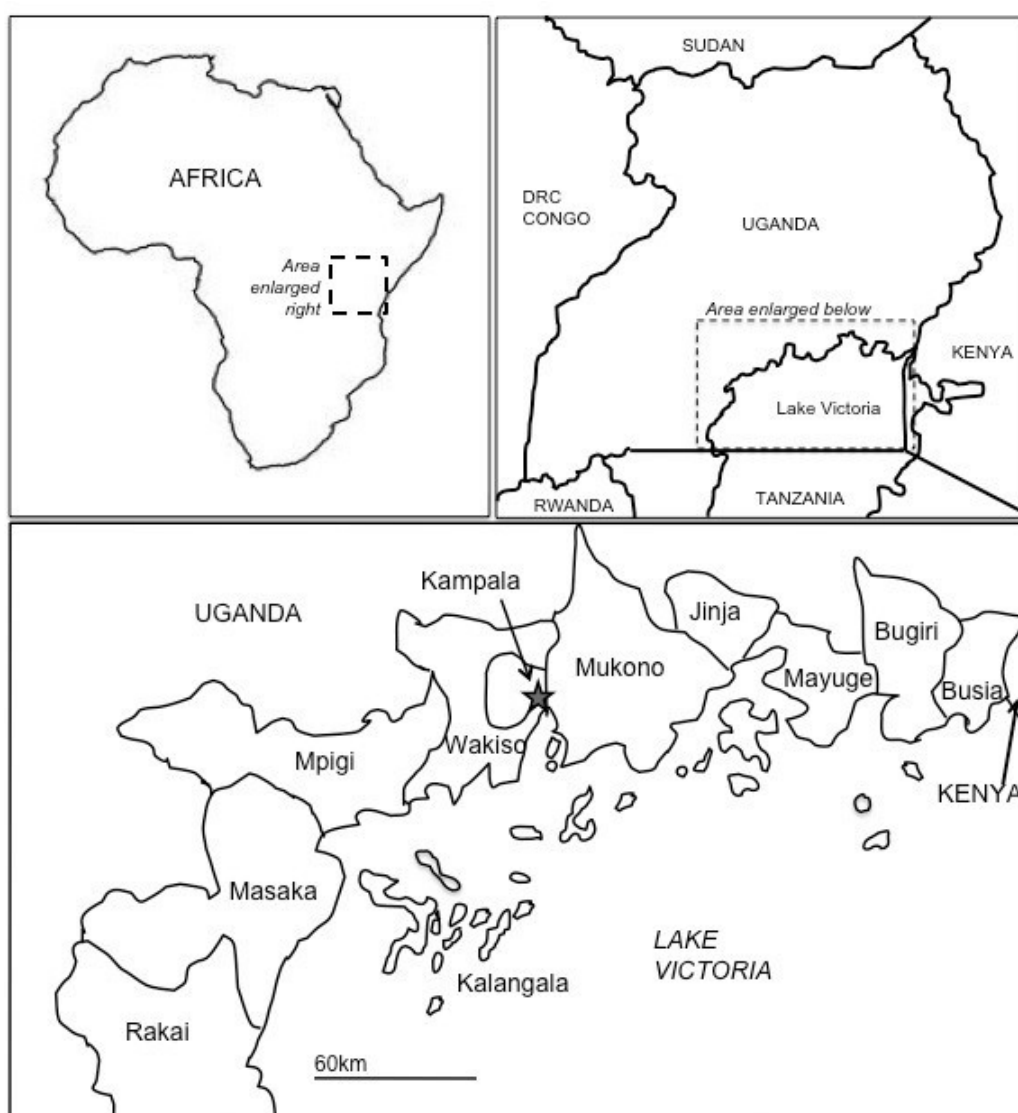 AFRICA
Area
enlarged
right
SUDAN
DRC
CONGO
UGANDA
Area enlarged below
KENYA
Lake Victoria
RWANDA
TANZANIA
Kampala
UGANDA
Jinja
Bugiri
Mukono
Mayuge
Busia
Wakiso
Mpigi
KENYA
Masaka
LAKE
VICTORIA
Kalangala
Rakai
60km